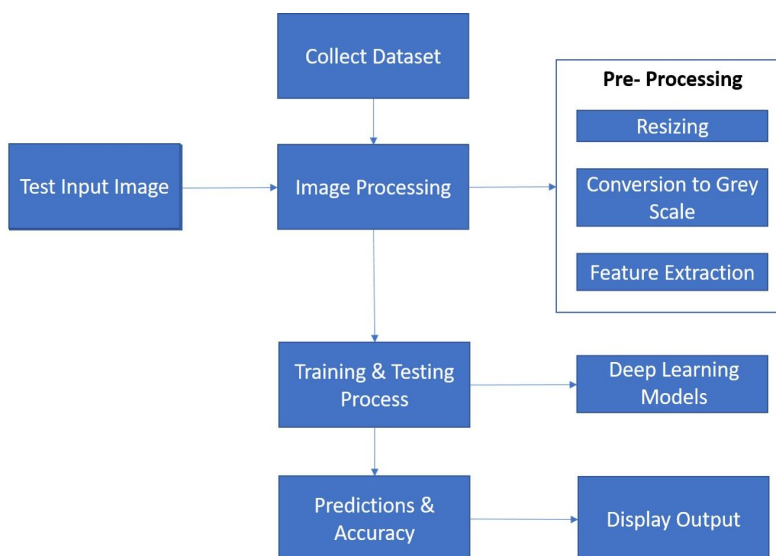 Collect Dataset
Pre- Processing
Resizing
Test Input Image
Image Processing
Conversion to Grey
Scale
Feature Extraction
Training & Testing
Process
Deep Learning
Models
Predictions &
Accuracy
Display Output